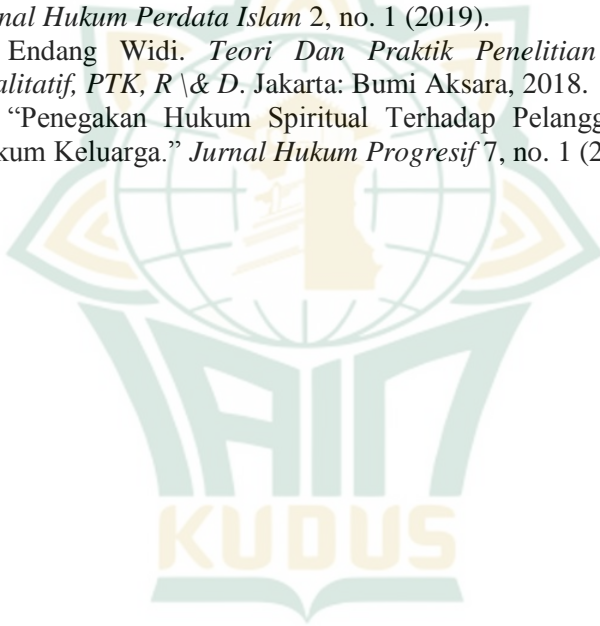 nal Hukum Perdata Islam 2, no. 1 (2019).
Endang Widi. Teori Dan Praktik Penelitian
alitatif, PTK, R \& D. Jakarta: Bumi Aksara, 2018.
“Penegakan Hukum Spiritual Terhadap Pelangg
kum Keluarga.” Jurnal Hukum Progresif 7, no. 1 (2
IAIN
KUDUS